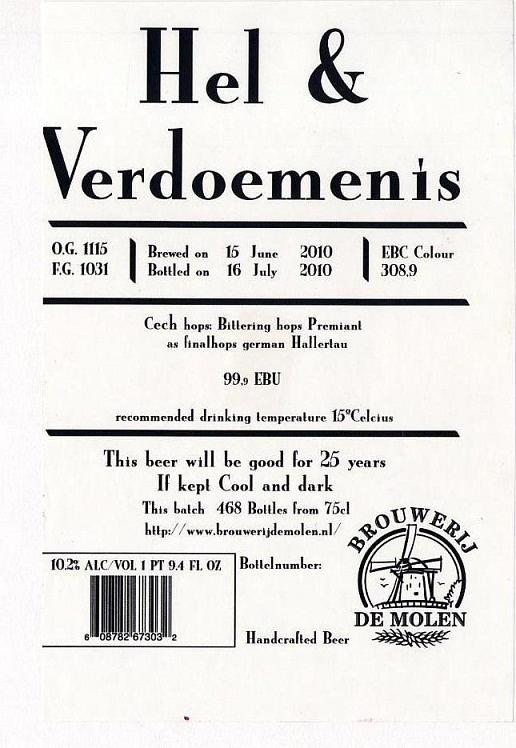 Hel &
Verdoemenis
O.G. 1115
F.G. 1031
Brewed on 15 June 2010
Bottled on 16 July 2010
EBC Colour
308,9
Cech hops: Bittering hops Premiant
as finalhops german Hallertau
99,9 EBU
recommended drinking temperature 15°Celcius
This beer will be good for 25 years
If kept Cool and dark
This batch 468 Bottles from 75cl
http://www.brouwerijdemolen.nl/
10.2% ALC/VOL 1 PT 9.4 FL OZ
6 08782 67303 2
Bottelnumber:
Handcrafted Beer
BROUWERIJ
DE MOLEN